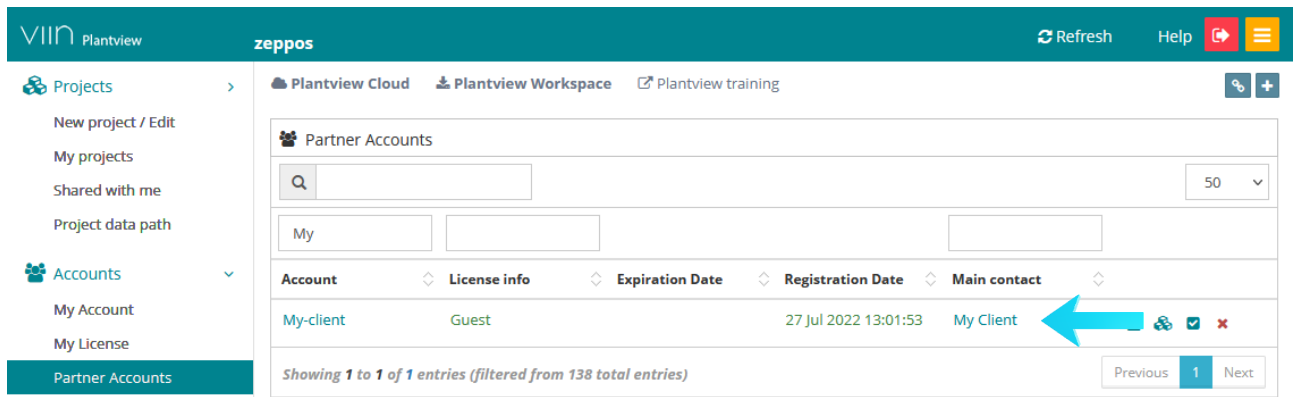 VIIN Plantview
zeppos
Refresh Help
Projects
New project / Edit
My projects
Shared with me
Project data path
Accounts
My Account
My License
Partner Accounts
Plantview Cloud Plantview Workspace Plantview training
Partner Accounts
50
My
Account License info Expiration Date Registration Date Main contact
My-client Guest 27 Jul 2022 13:01:53 My Client
Showing 1 to 1 of 1 entries (filtered from 138 total entries)
Previous 1 Next